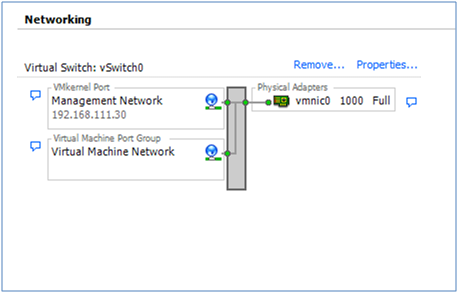 Networking
Virtual Switch: vSwitch0 Remove... Properties...
VMkernel Port
Management Network
192.168.111.30
Physical Adapters
vmnic0 1000 Full
Virtual Machine Port Group
Virtual Machine Network